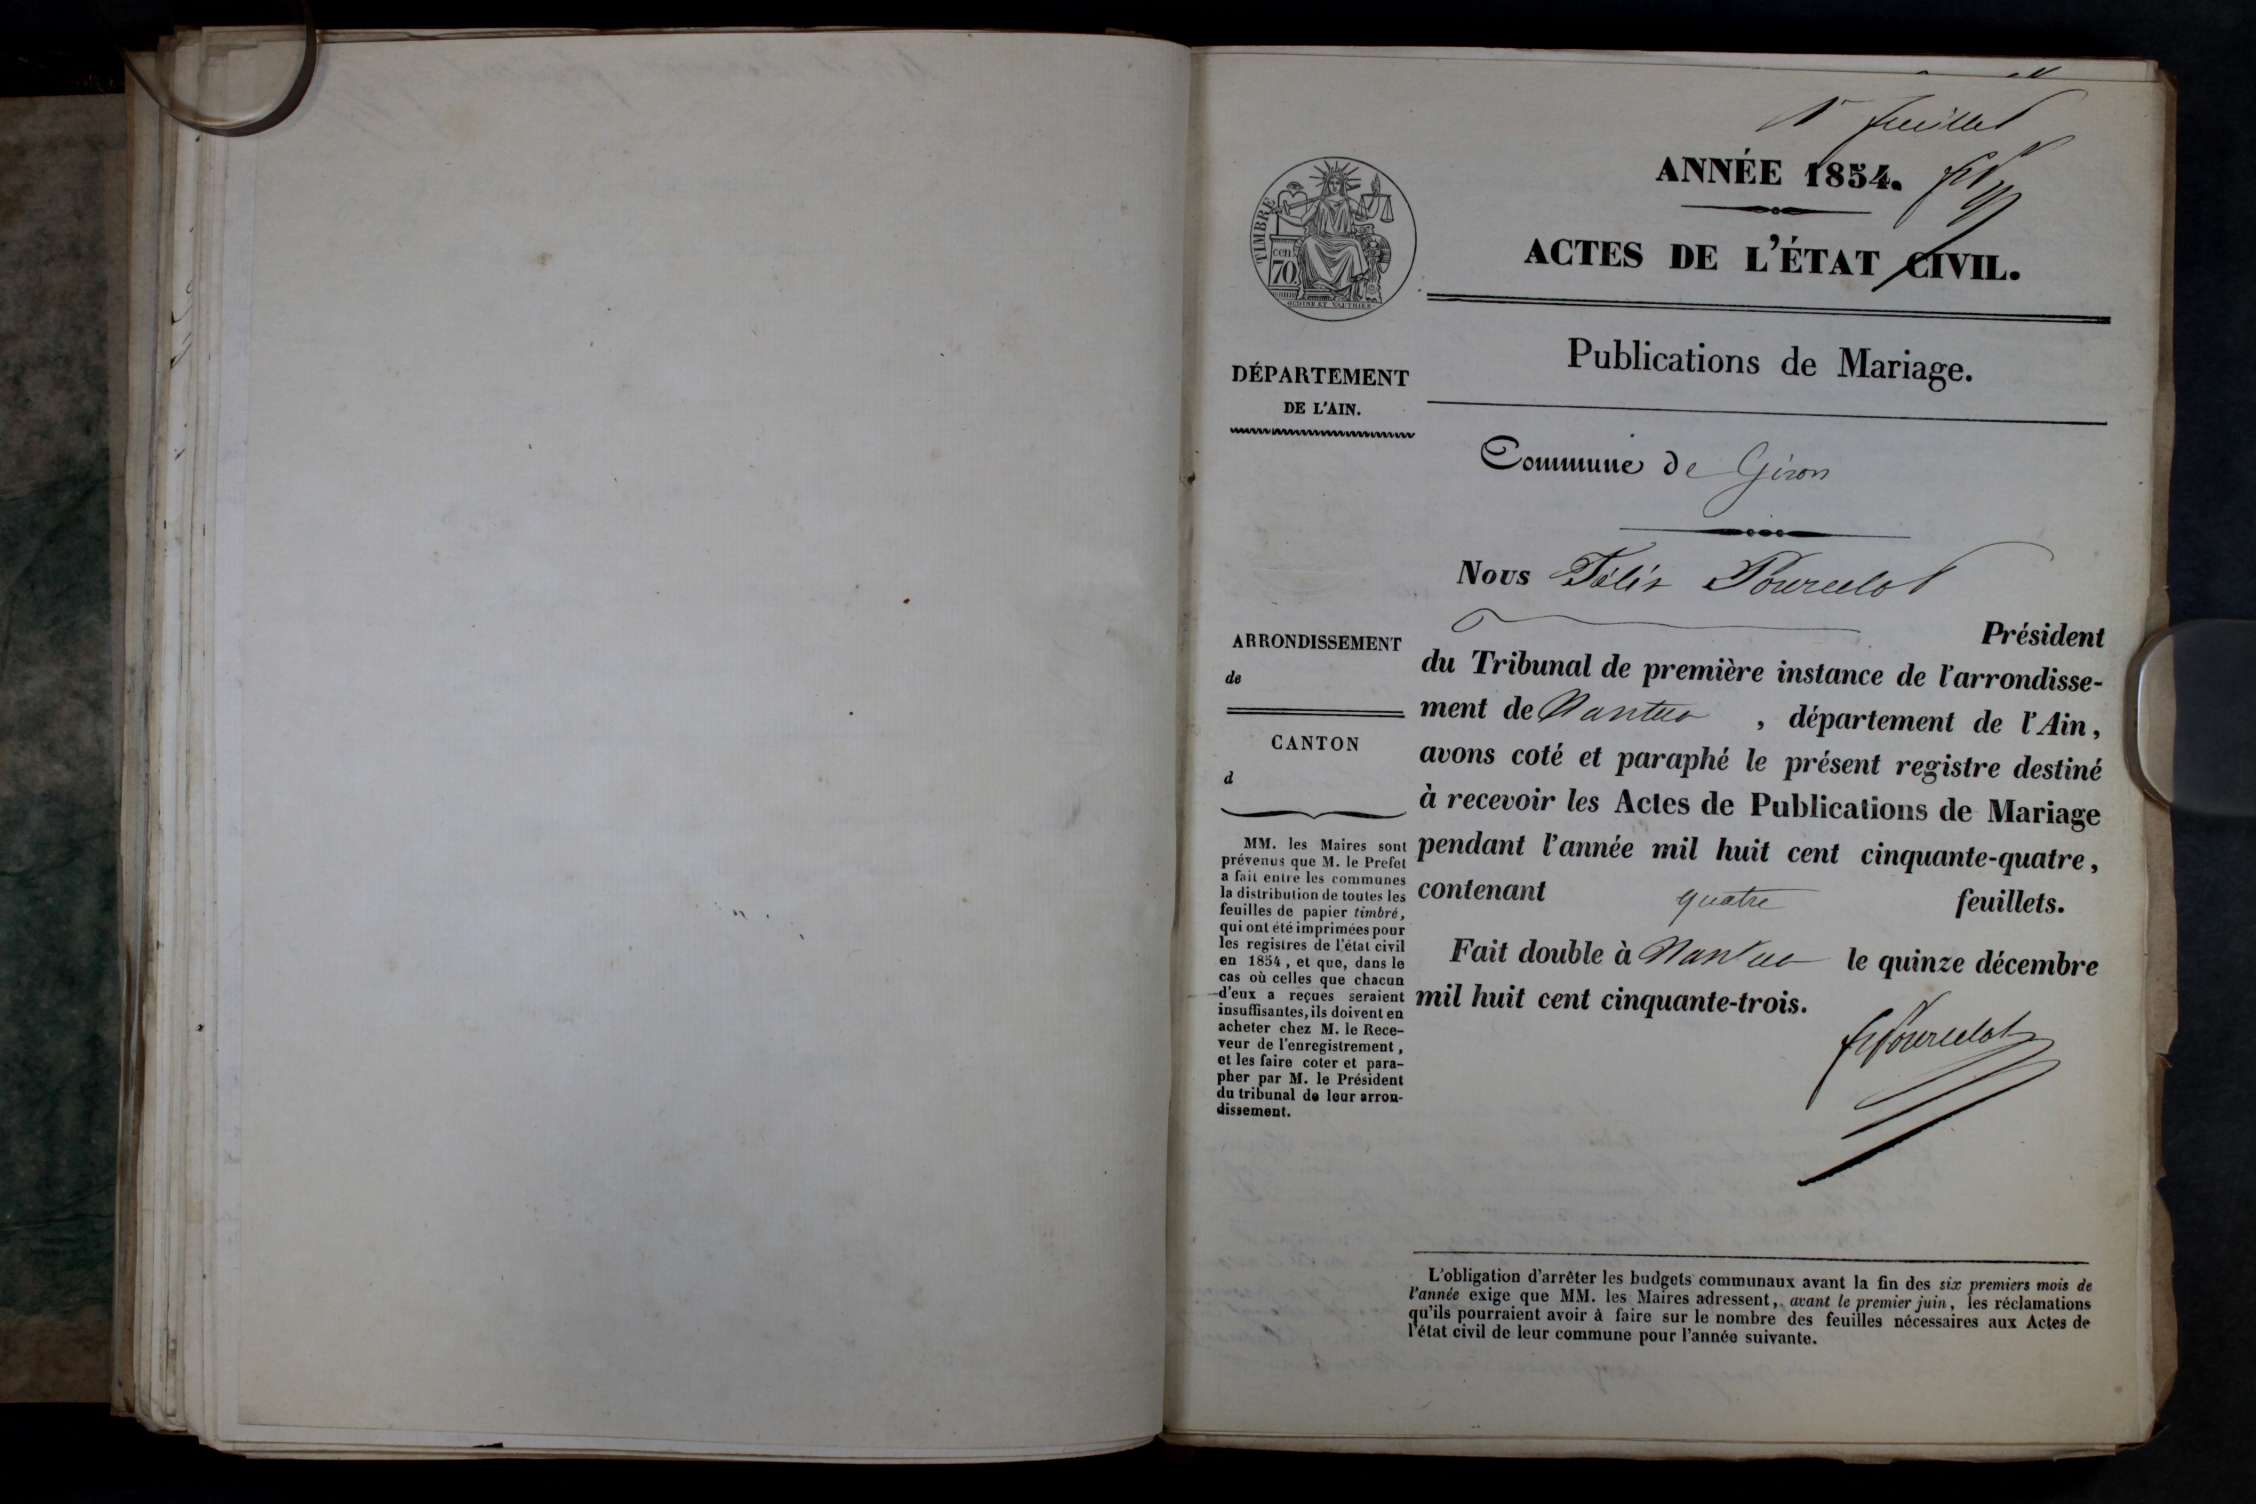 1r feuillet
ANNÉE 1854.
TIMBRE
cen
70
OUDINÉ ET VAUTHIER
ACTES DE L'ÉTAT CIVIL.
Publications de Mariage.
DÉPARTEMENT
DE L'AIN.
Commune de Giron
Nous Félix Pourcelot
Président
du Tribunal de première instance de l'arrondisse-
ment de Nantua , département de l'Ain,
avons coté et paraphé le présent registre destiné
à recevoir les Actes de Publications de Mariage
pendant l'année mil huit cent cinquante-quatre,
contenant quatre feuillets.
Fait double à Nantua le quinze décembre
mil huit cent cinquante-trois.
F Pourcelot
ARRONDISSEMENT
de
CANTON
d
MM. les Maires sont
prévenus que M. le Prefet
a fait entre les communes
la distribution de toutes les
feuilles de papier timbré,
qui ont été imprimées pour
les registres de l'état civil
en 1854, et que, dans le
cas où celles que chacun
d'eux a reçues seraient
insuffisantes, ils doivent en
acheter chez M. le Rece-
veur de l'enregistrement,
et les faire coter et para-
pher par M. le Président
du tribunal de leur arron-
dissement.
L'obligation d'arrêter les budgets communaux avant la fin des six premiers mois de
l'année exige que MM. les Maires adressent, avant le premier juin, les réclamations
qu'ils pourraient avoir à faire sur le nombre des feuilles nécessaires aux Actes de
l'état civil de leur commune pour l'année suivante.